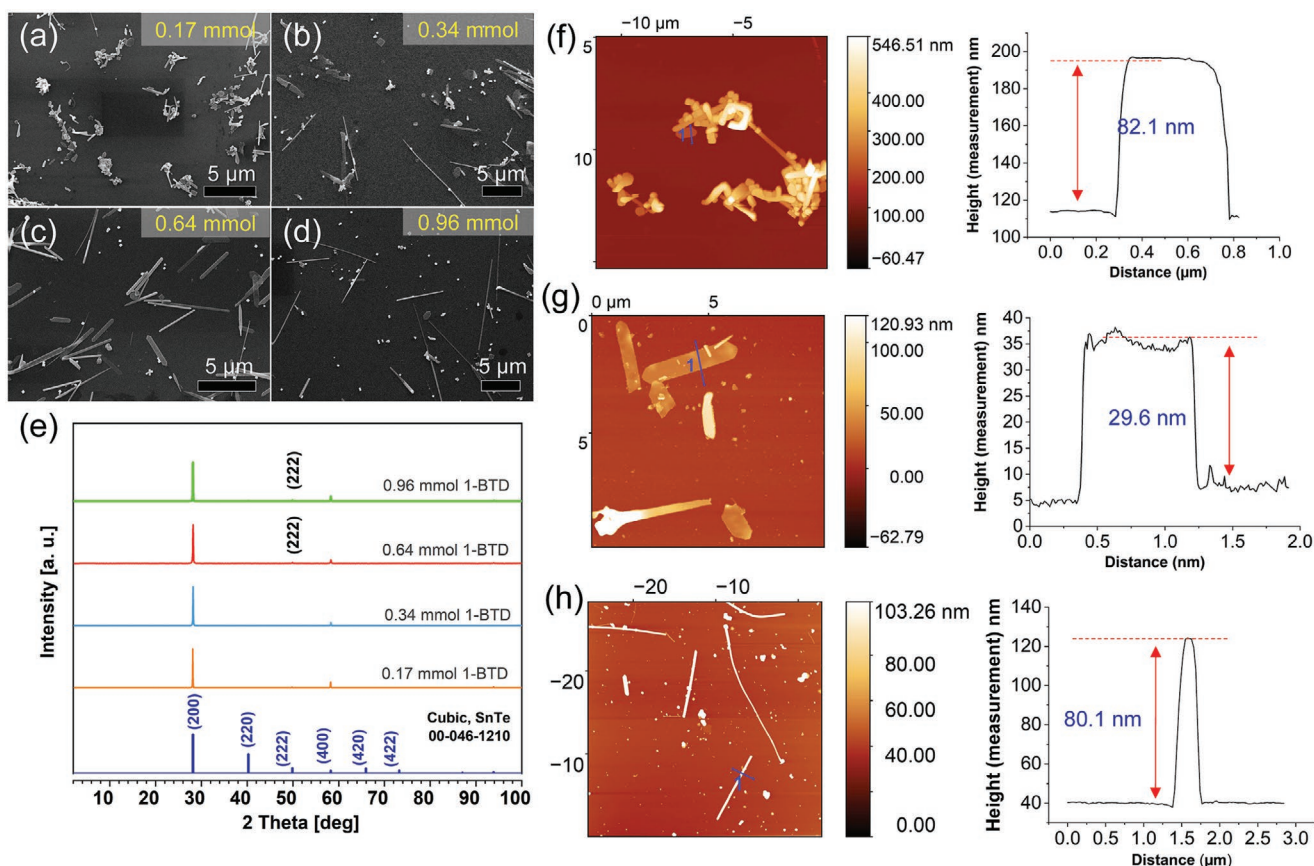 (a)
0.17 mmol
5 µm
(b)
0.34 mmol
5 µm
(c)
0.64 mmol
5 µm
(d)
0.96 mmol
5 µm
(e)
Intensity [a. u.]
(222)
0.96 mmol 1-BTD
(222)
0.64 mmol 1-BTD
0.34 mmol 1-BTD
0.17 mmol 1-BTD
Cubic, SnTe
00-046-1210
(200)
(220)
(222)
(400)
(420)
(422)
10 20 30 40 50 60 70 80 90 100
2 Theta [deg]
(f)
−10 µm −5
5
10
546.51 nm
400.00
300.00
200.00
100.00
−60.47
11
Height (measurement) nm
200
180
160
140
120
100
82.1 nm
0.0 0.2 0.4 0.6 0.8 1.0
Distance (µm)
(g)
0 µm 5
0
5
1
120.93 nm
100.00
50.00
0.00
−62.79
Height (measurement) nm
40
35
30
25
20
15
10
5
0
29.6 nm
0.0 0.5 1.0 1.5 2.0
Distance (nm)
(h)
−20 −10
−20
−10
103.26 nm
80.00
60.00
40.00
20.00
0.00
Height (measurement) nm
140
120
100
80
60
40
80.1 nm
0.0 0.5 1.0 1.5 2.0 2.5 3.0
Distance (µm)